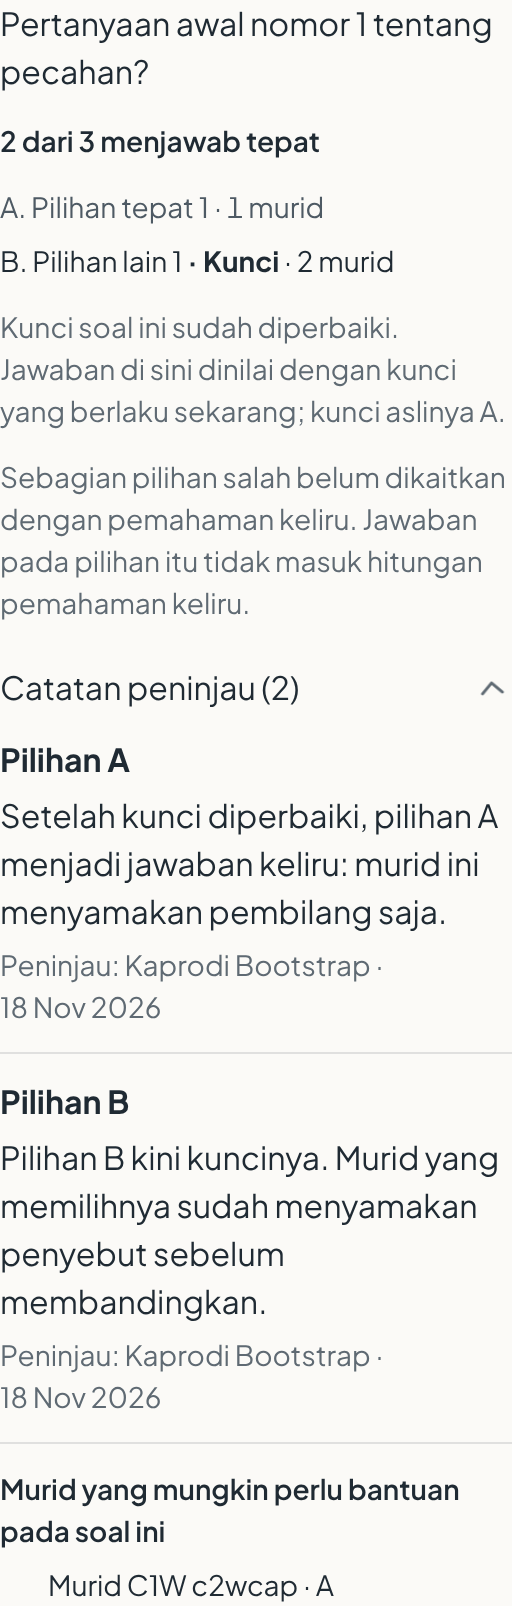 Pertanyaan awal nomor 1 tentang
pecahan?
2 dari 3 menjawab tepat
A. Pilihan tepat 1 · 1 murid
B. Pilihan lain 1 · Kunci · 2 murid
Kunci soal ini sudah diperbaiki.
Jawaban di sini dinilai dengan kunci
yang berlaku sekarang; kunci aslinya A.
Sebagian pilihan salah belum dikaitkan
dengan pemahaman keliru. Jawaban
pada pilihan itu tidak masuk hitungan
pemahaman keliru.
Catatan peninjau (2)
Pilihan A
Setelah kunci diperbaiki, pilihan A
menjadi jawaban keliru: murid ini
menyamakan pembilang saja.
Peninjau: Kaprodi Bootstrap ·
18 Nov 2026
Pilihan B
Pilihan B kini kuncinya. Murid yang
memilihnya sudah menyamakan
penyebut sebelum
membandingkan.
Peninjau: Kaprodi Bootstrap ·
18 Nov 2026
Murid yang mungkin perlu bantuan
pada soal ini
Murid C1W c2wcap · A